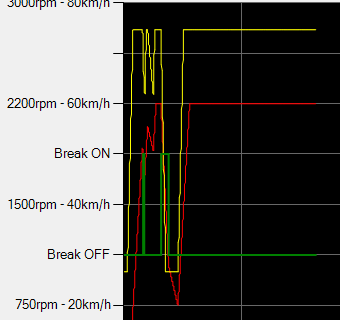 3000rpm - 80km/h
2200rpm - 60km/h
Break ON
1500rpm - 40km/h
Break OFF
750rpm - 20km/h